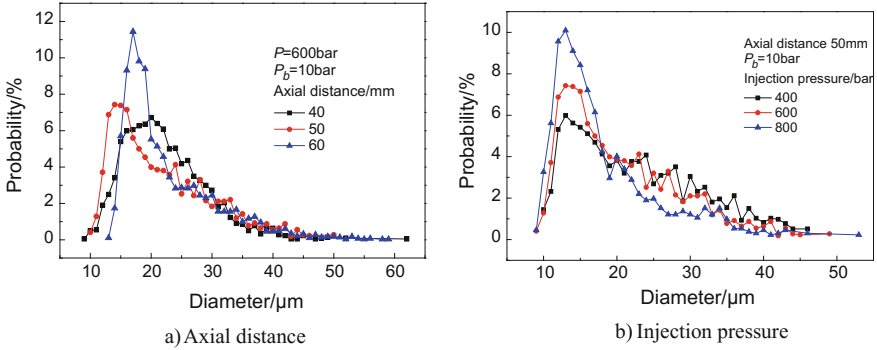 Probability/%
12
10
8
6
4
2
0
P=600bar
P_b=10bar
Axial distance/mm
40
50
60
10 20 30 40 50 60
Diameter/μm
a) Axial distance
Probability/%
10
8
6
4
2
0
Axial distance 50mm
P_b=10bar
Injection pressure/bar
400
600
800
10 20 30 40 50
Diameter/μm
b) Injection pressure